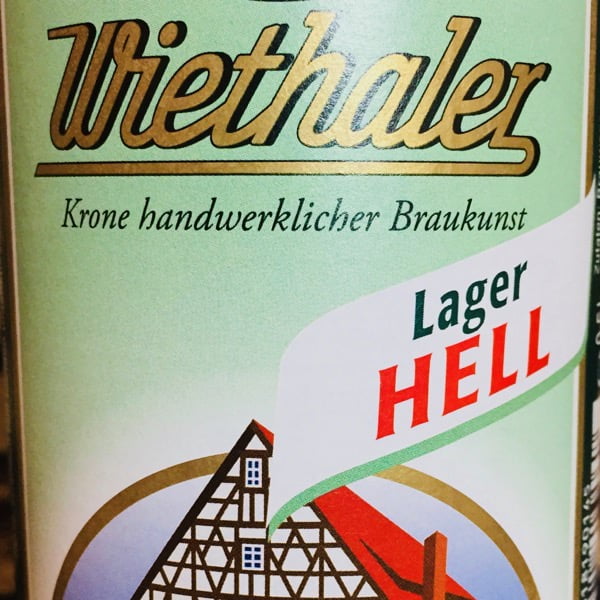 Wiethaler
Krone handwerklicher Braukunst
Lager
HELL